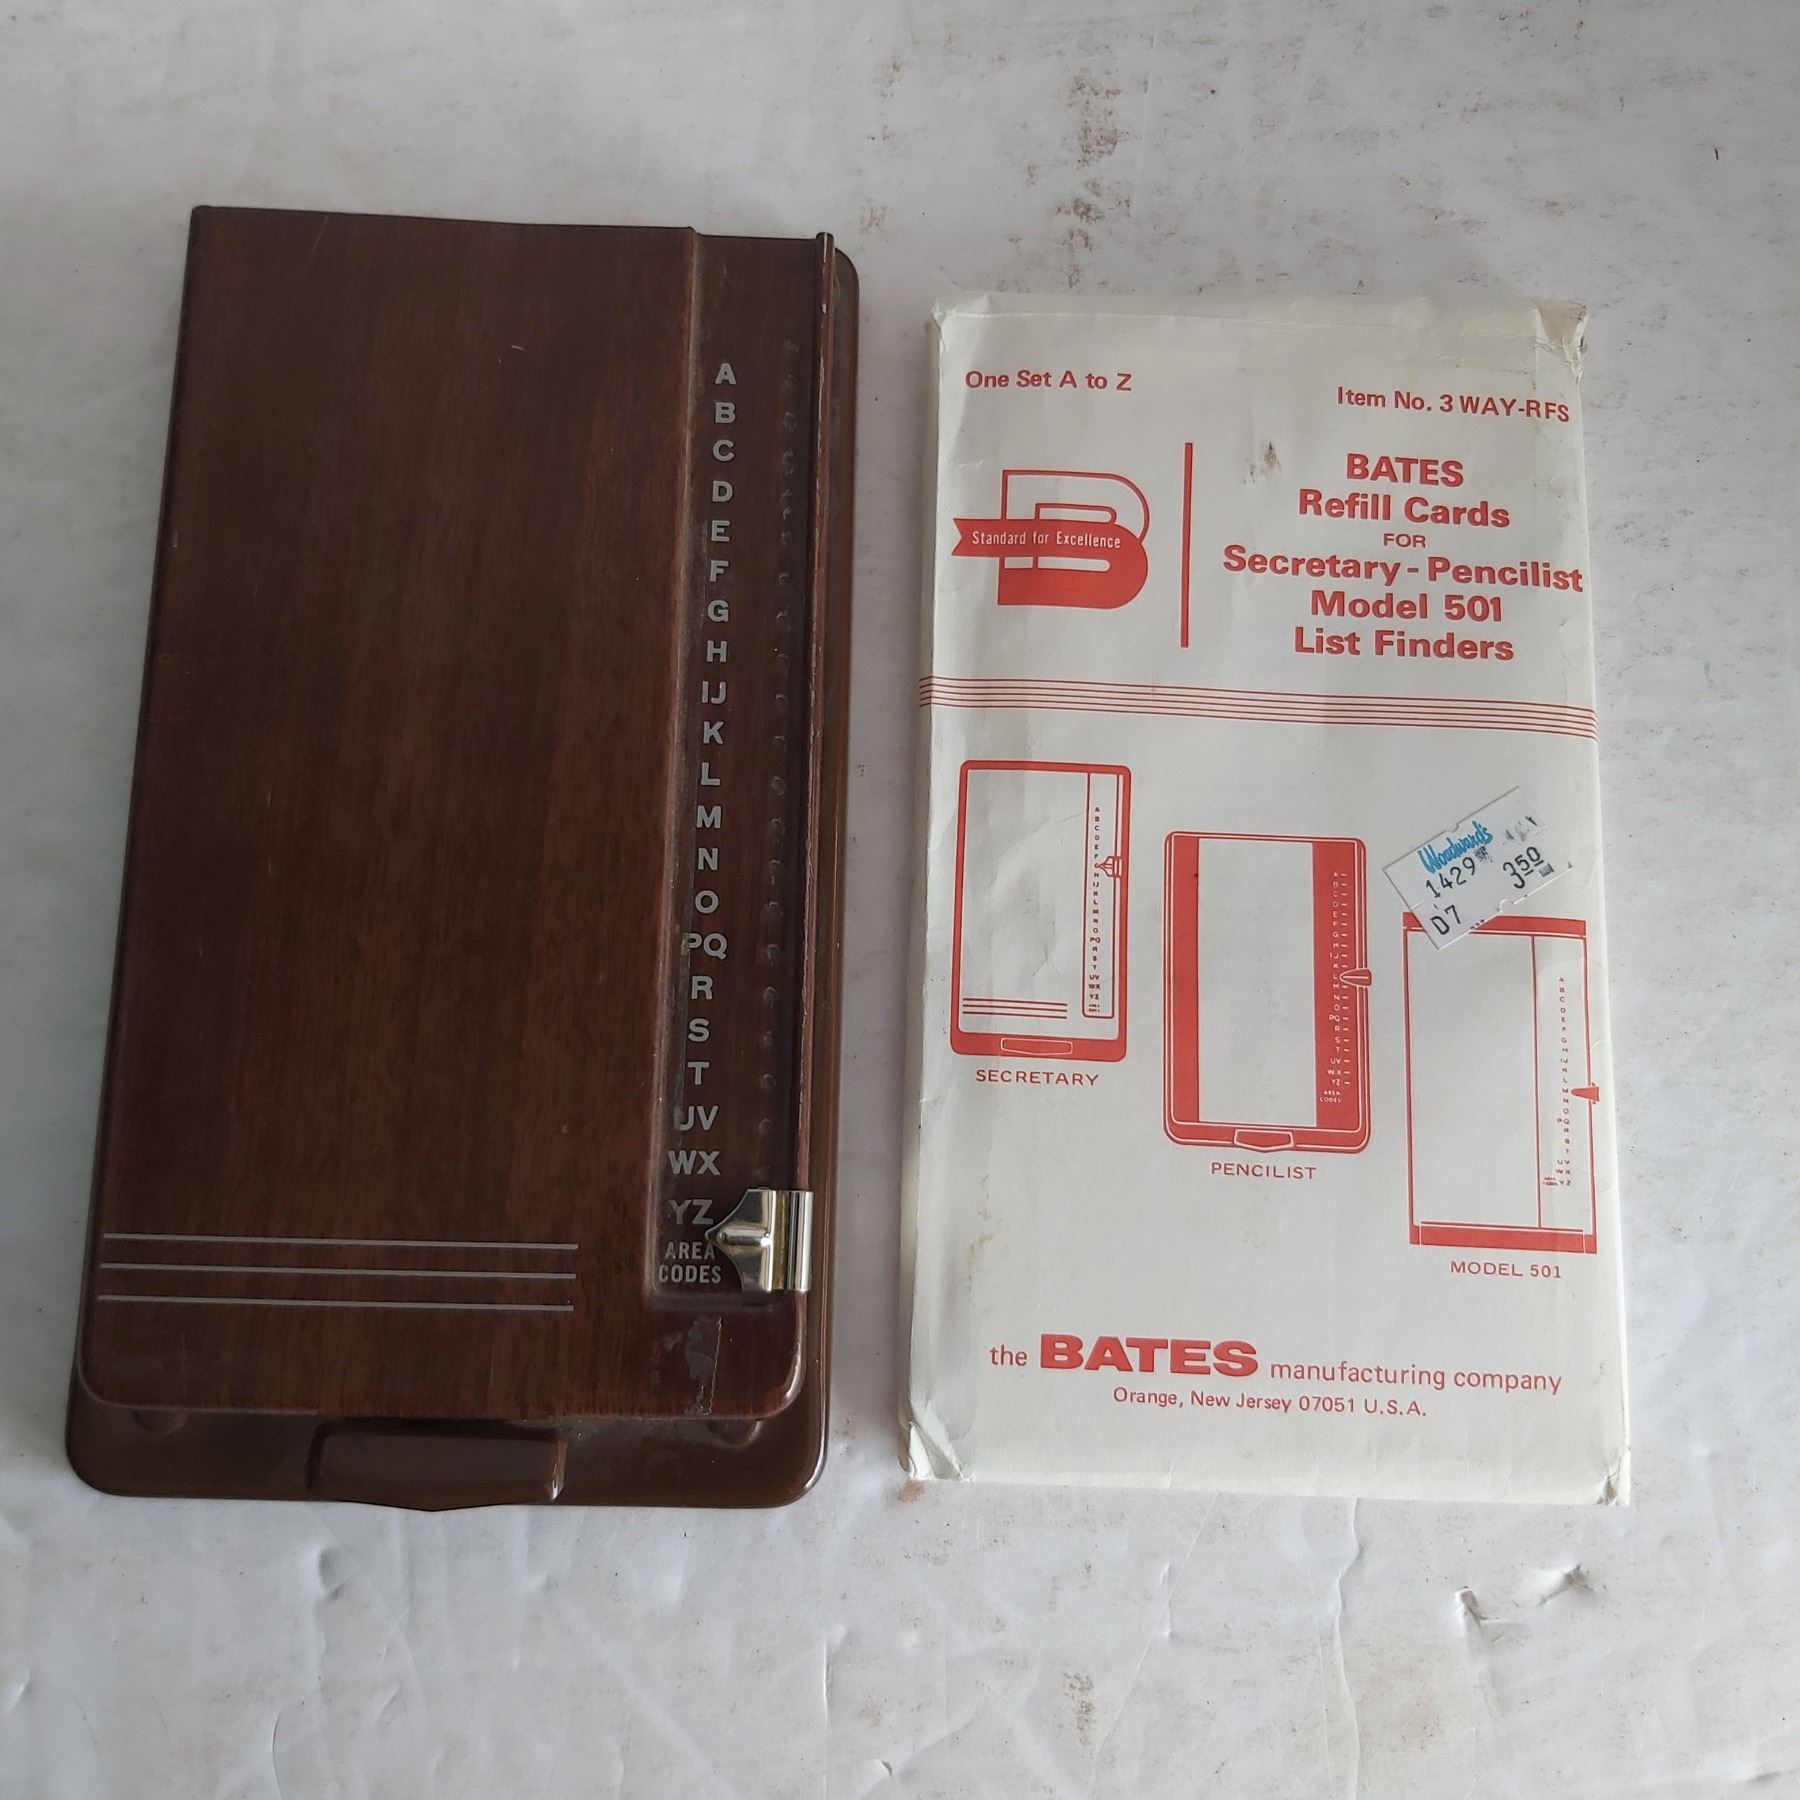 A
B
C
D
E
F
G
H
IJ
K
L
M
N
O
PQ
R
S
T
UV
WX
YZ
AREA
CODES
One Set A to Z
Item No. 3 WAY-RFS
B
Standard for Excellence
BATES
Refill Cards
FOR
Secretary - Pencilist
Model 501
List Finders
Woodward's
1429
3.50
D7
SECRETARY
PENCILIST
MODEL 501
the BATES manufacturing company
Orange, New Jersey 07051 U.S.A.